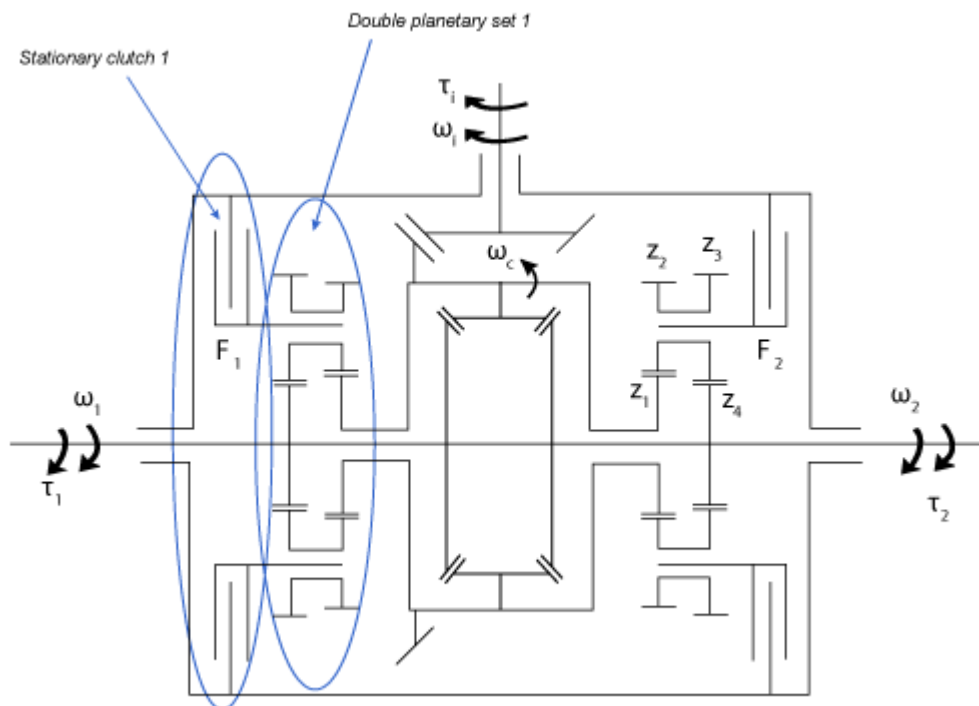 Double planetary set 1
Stationary clutch 1
τi
ωi
ωc
z2
z3
F1
F2
z1
z4
ω1
ω2
τ1
τ2